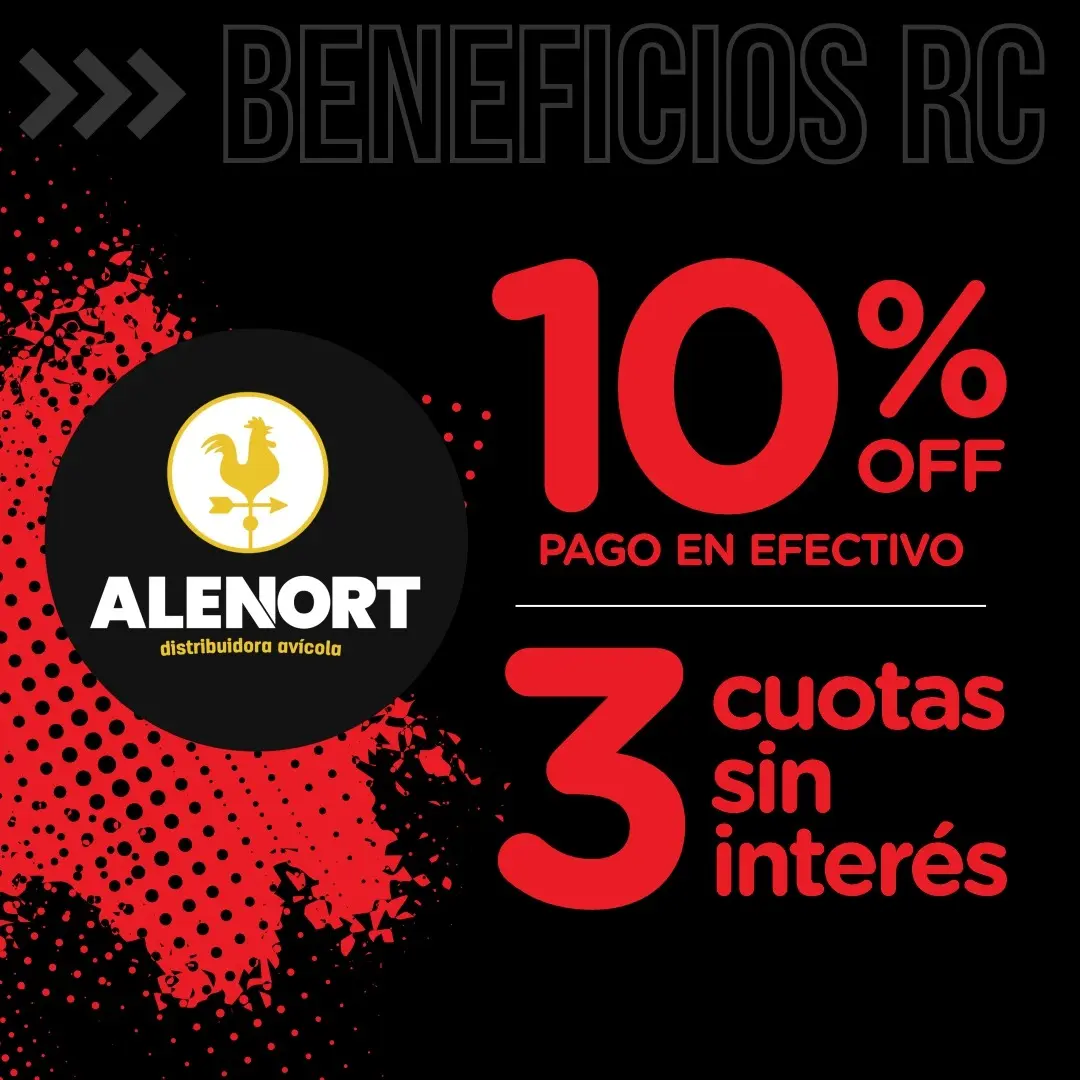 BENEFICIOS RC
10% OFF
PAGO EN EFECTIVO
ALENORT
distribuidora avícola
3 cuotas
sin
interés